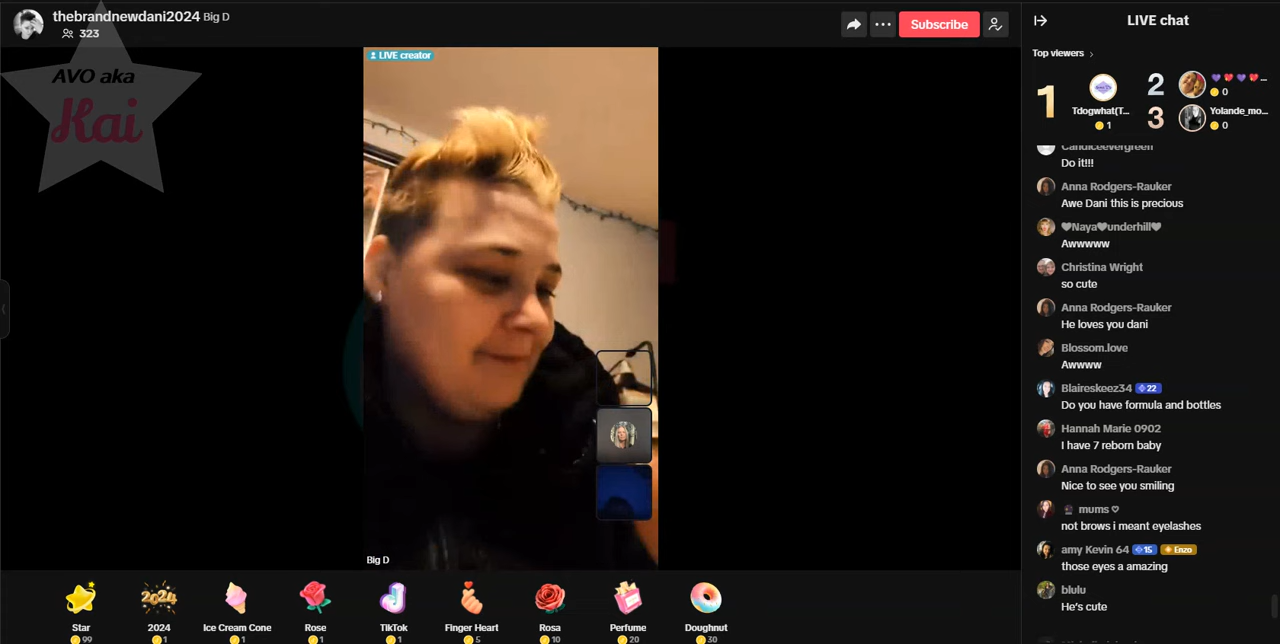 thebrandnewdani2024 Big D
323
Subscribe
AVO aka
Kai
LIVE creator
Big D
Star
99
2024
2024
1
Ice Cream Cone
1
Rose
1
TikTok
1
Finger Heart
5
Rosa
10
Perfume
20
Doughnut
30
LIVE chat
Top viewers
1
Tdogwhat(T...
1
2
...
0
3
Yolande_mo...
0
Candiceevergreen
Do it!!!
Anna Rodgers-Rauker
Awe Dani this is precious
🖤Naya🖤underhill🖤
Awwwww
Christina Wright
so cute
Anna Rodgers-Rauker
He loves you dani
Blossom.love
Awwww
Blaireskeez34 22
Do you have formula and bottles
Hannah Marie 0902
I have 7 reborn baby
Anna Rodgers-Rauker
Nice to see you smiling
mums ♡
not brows i meant eyelashes
amy Kevin 64 15 Enzo
those eyes a amazing
blulu
He's cute